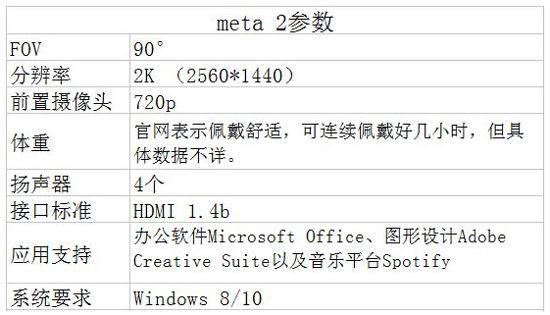 meta 2参数
FOV 90°
分辨率 2K （2560*1440）
前置摄像头 720p
体重 官网表示佩戴舒适，可连续佩戴好几小时，但具
体数据不详。
扬声器 4个
接口标准 HDMI 1.4b
应用支持 办公软件Microsoft Office、图形设计Adobe
Creative Suite以及音乐平台Spotify
系统要求 Windows 8/10